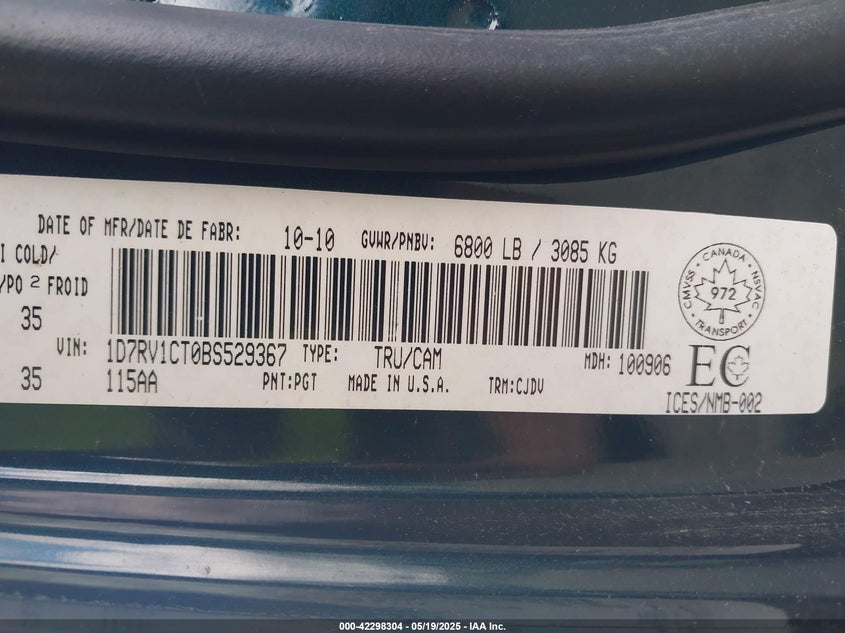 DATE OF MFR/DATE DE FABR: 10-10 GVWR/PNBV: 6800 LB / 3085 KG
I COLD/
/PO 2 FROID
35
VIN: 1D7RV1CT0BS529367 TYPE: TRU/CAM MDH: 100906
35 115AA PNT:PGT MADE IN U.S.A. TRM:CJDV
CANADA
CMVSS NSVAC
972
TRANSPORT
EC
ICES/NMB-002
000-42298304 - 05/19/2025 - IAA Inc.